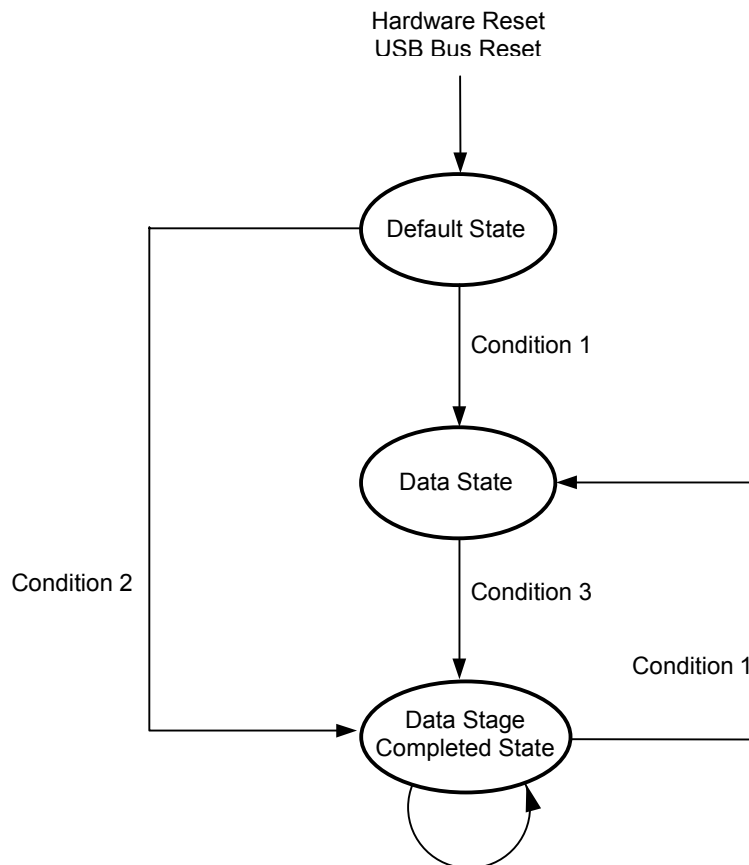 Hardware Reset
USB Bus Reset
Default State
Condition 1
Data State
Condition 2
Condition 3
Condition 1
Data Stage
Completed State